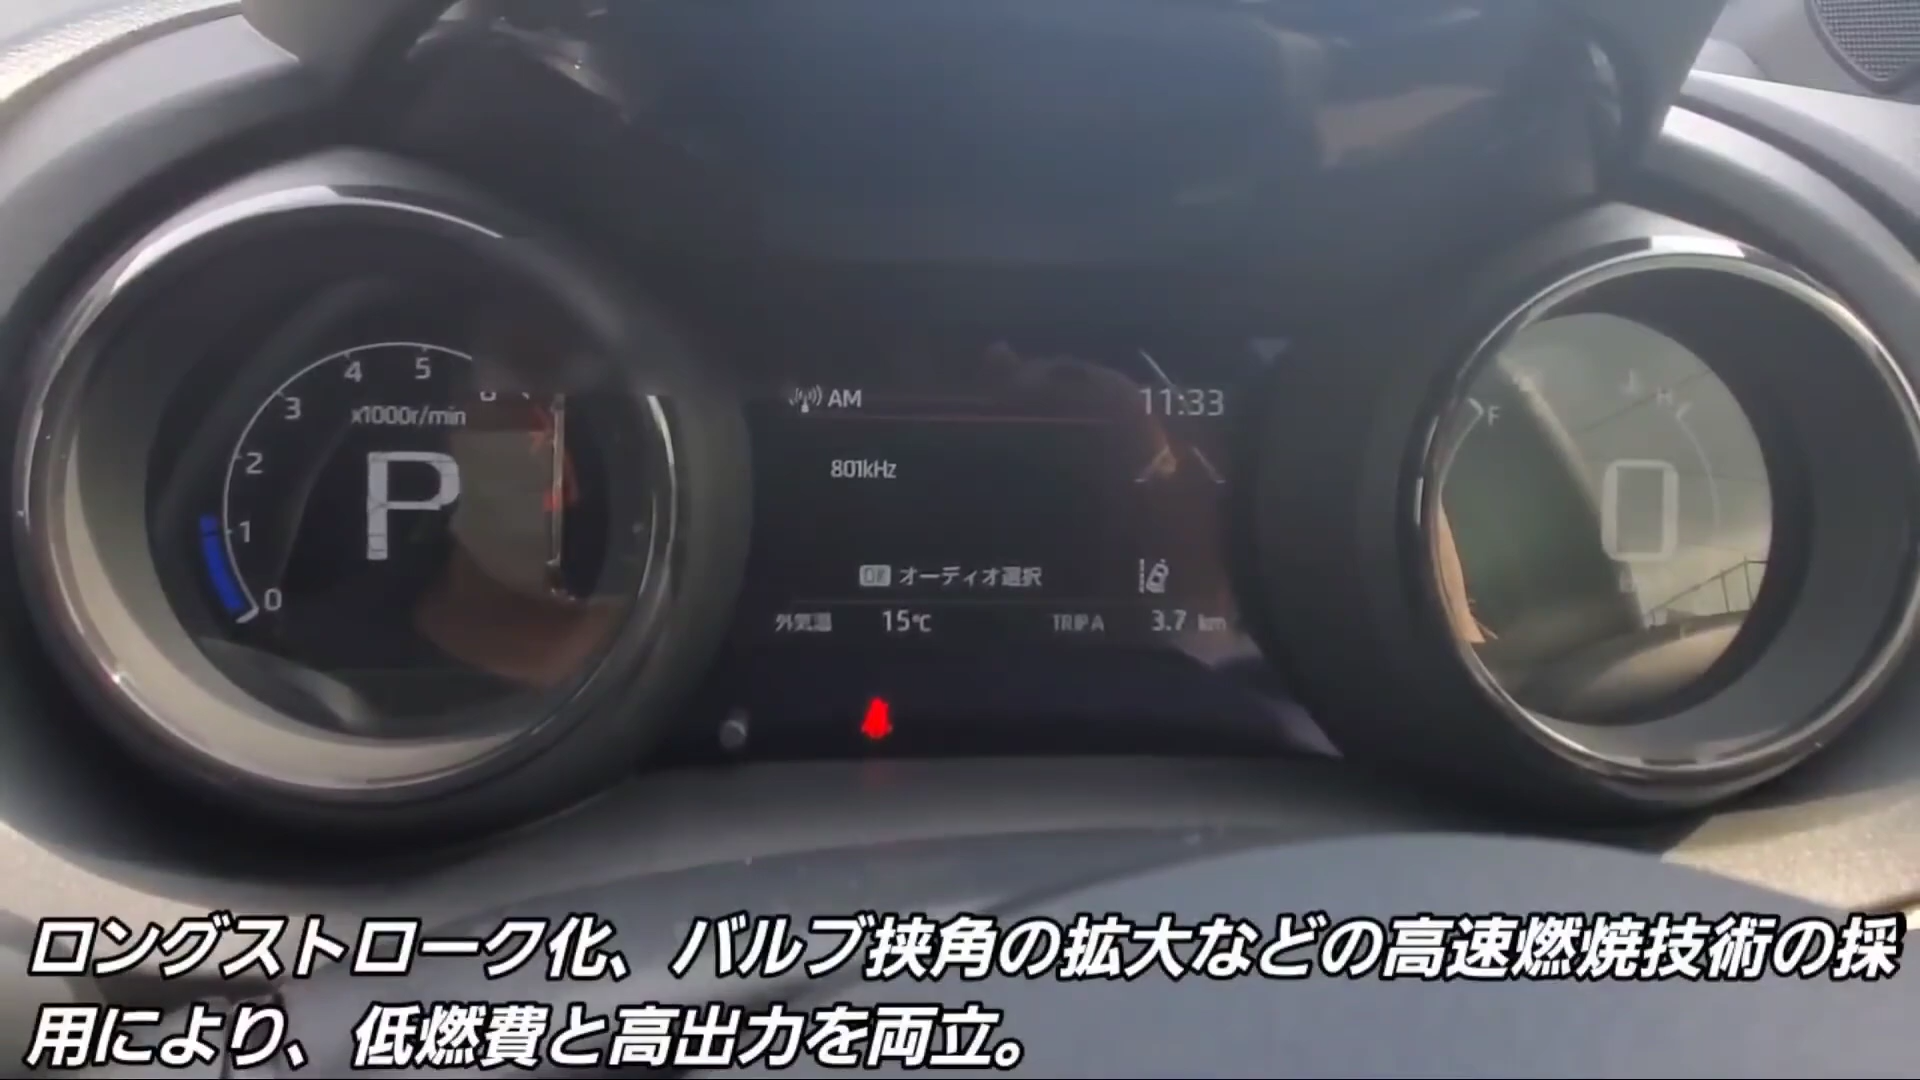 4 5
3
x1000r/min
2
P
1
0
AM 11:33
801kHz
OK オーディオ選択
外気温 15℃ TRIP A 3.7 km
F H
0
ロングストローク化、バルブ挟角の拡大などの高速燃焼技術の採
用により、低燃費と高出力を両立。